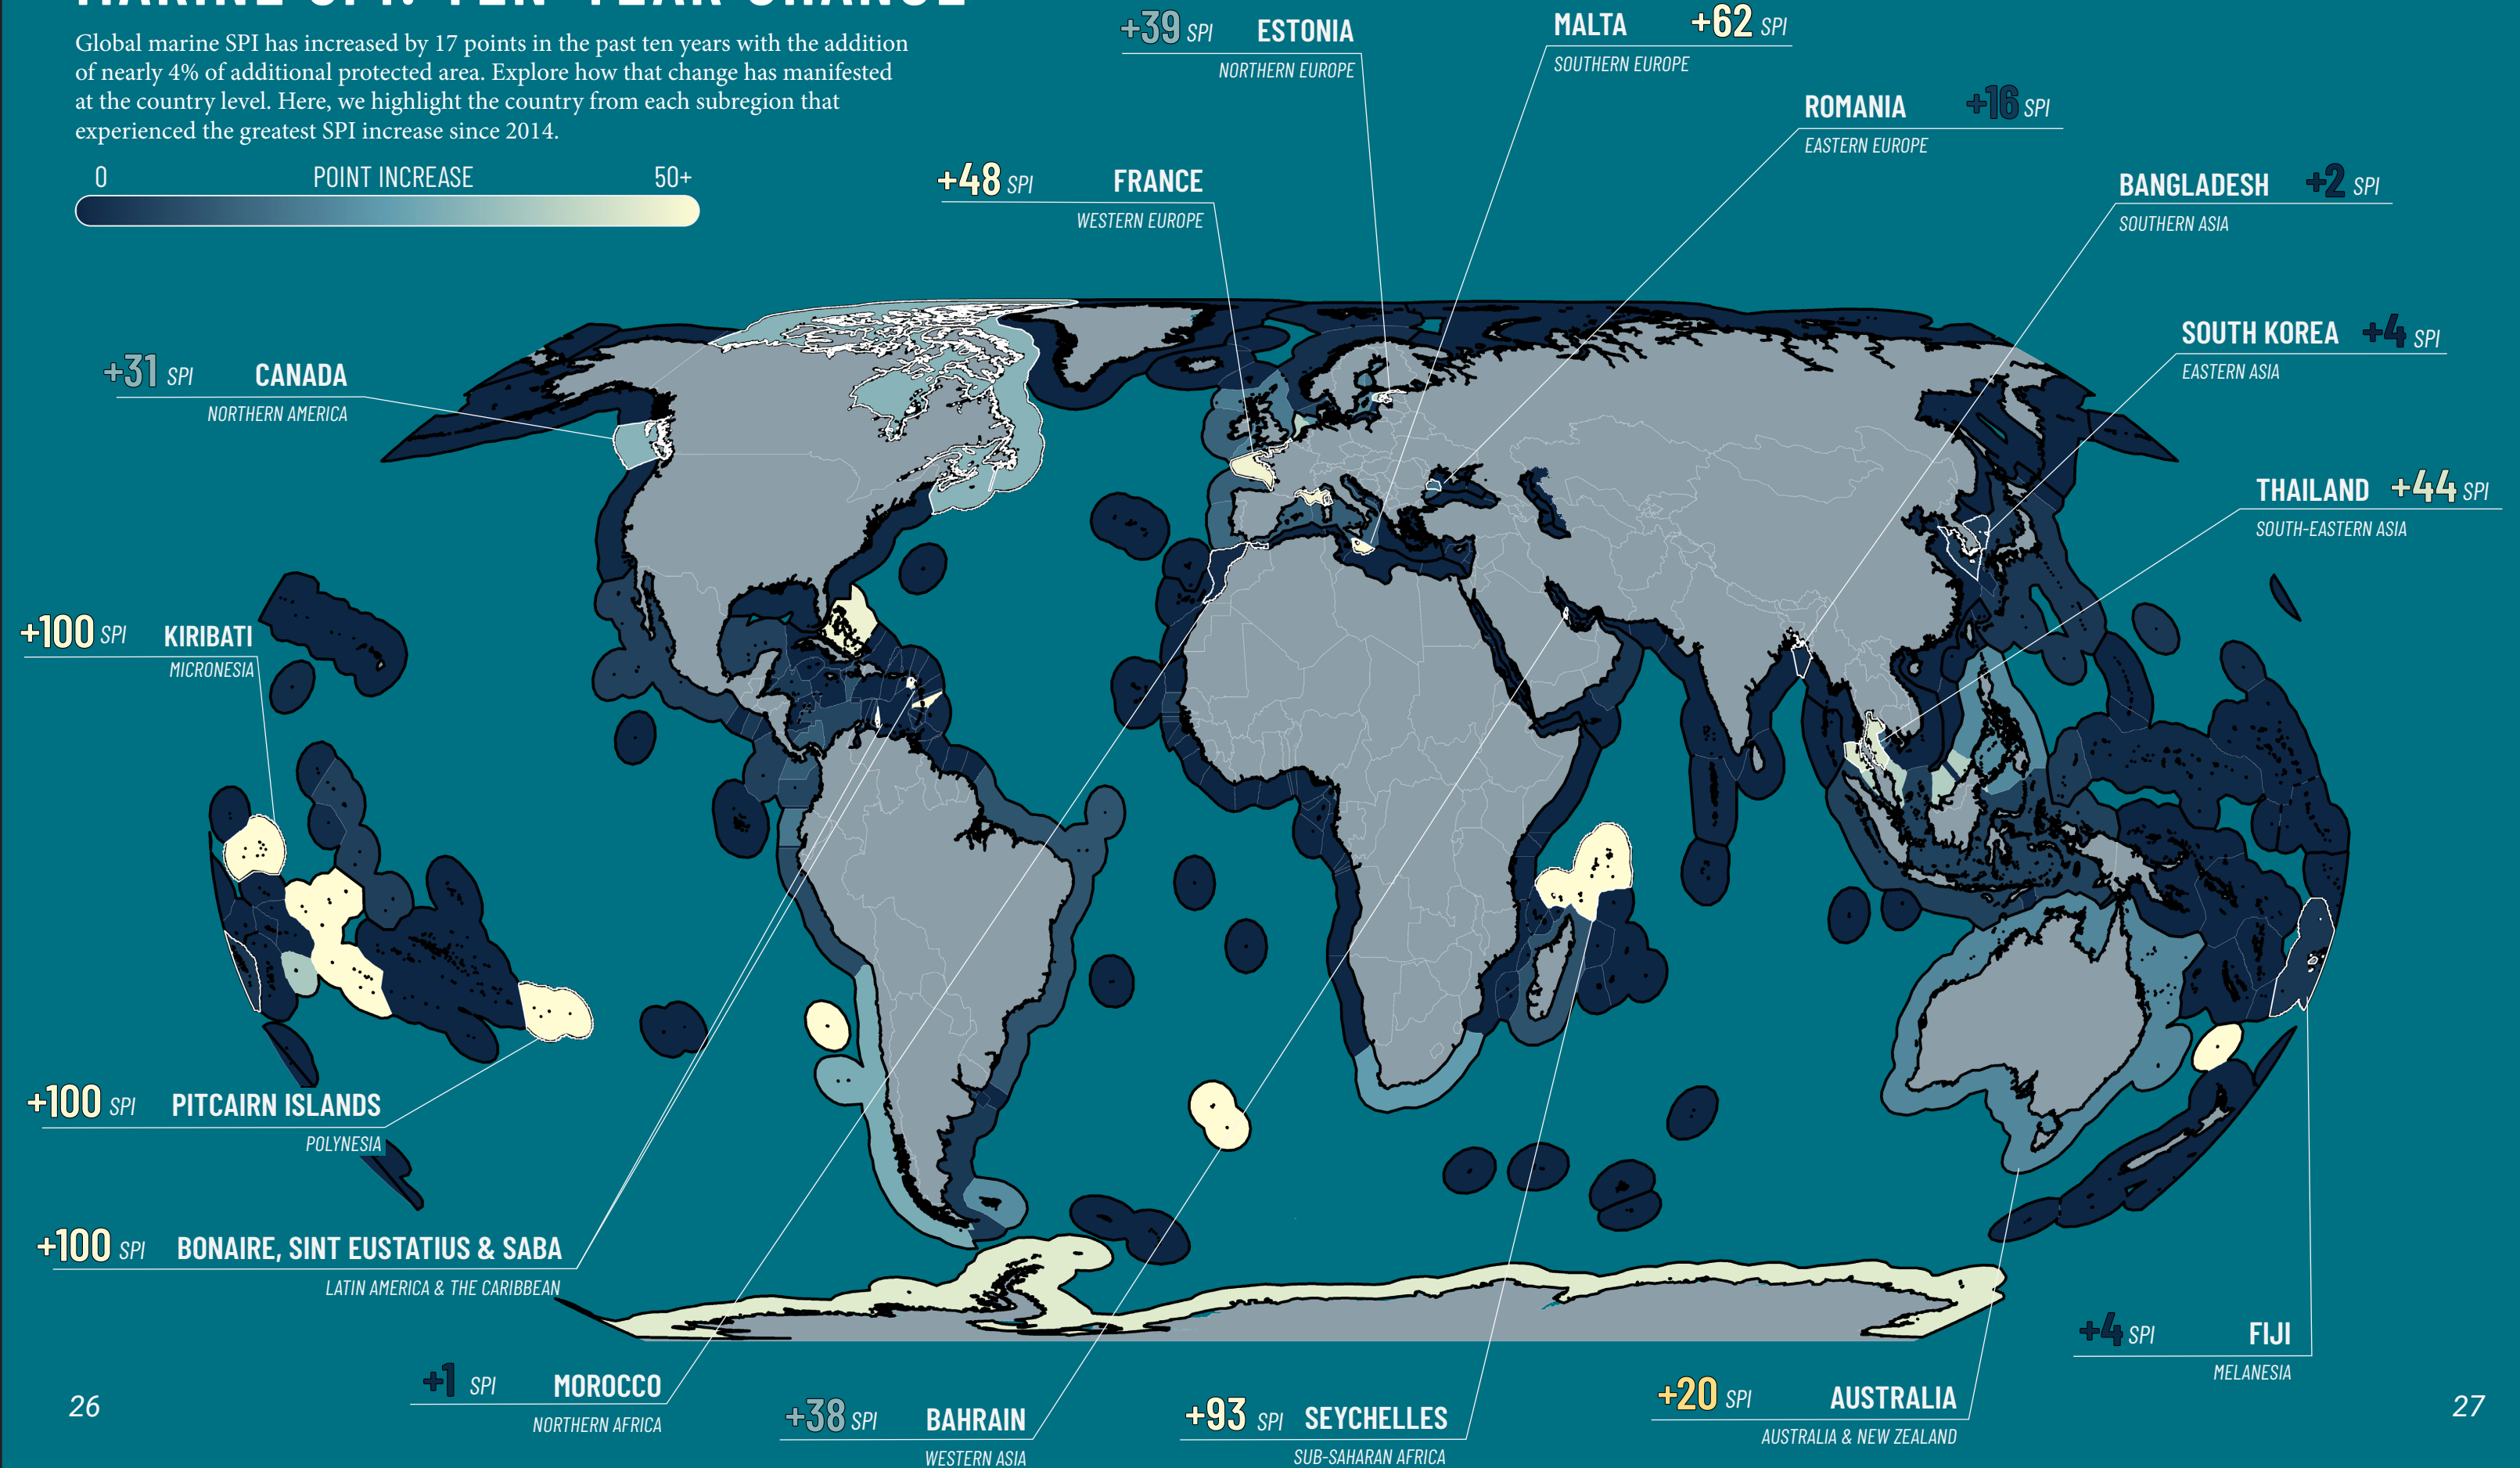 MARINE SPI: TEN-YEAR CHANGE
Global marine SPI has increased by 17 points in the past ten years with the addition
of nearly 4% of additional protected area. Explore how that change has manifested
at the country level. Here, we highlight the country from each subregion that
experienced the greatest SPI increase since 2014.
0 POINT INCREASE 50+
+39 SPI ESTONIA
NORTHERN EUROPE
MALTA +62 SPI
SOUTHERN EUROPE
ROMANIA +16 SPI
EASTERN EUROPE
+48 SPI FRANCE
WESTERN EUROPE
BANGLADESH +2 SPI
SOUTHERN ASIA
SOUTH KOREA +4 SPI
EASTERN ASIA
+31 SPI CANADA
NORTHERN AMERICA
THAILAND +44 SPI
SOUTH-EASTERN ASIA
+100 SPI KIRIBATI
MICRONESIA
+100 SPI PITCAIRN ISLANDS
POLYNESIA
+100 SPI BONAIRE, SINT EUSTATIUS & SABA
LATIN AMERICA & THE CARIBBEAN
+1 SPI MOROCCO
NORTHERN AFRICA
+38 SPI BAHRAIN
WESTERN ASIA
+93 SPI SEYCHELLES
SUB-SAHARAN AFRICA
+20 SPI AUSTRALIA
AUSTRALIA & NEW ZEALAND
+4 SPI FIJI
MELANESIA
26
27